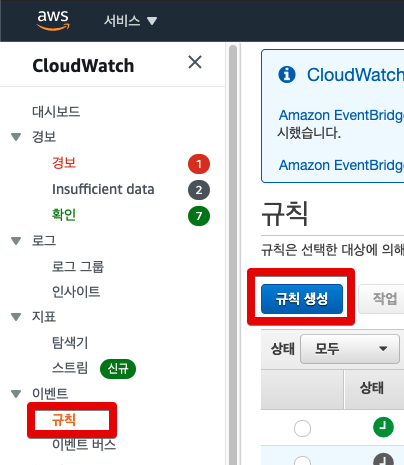 aws
서비스
CloudWatch
대시보드
경보
경보 1
Insufficient data 2
확인 7
로그
로그 그룹
인사이트
지표
탐색기
스트림 신규
이벤트
규칙
이벤트 버스
CloudWatch
Amazon EventBridge
시했습니다.
Amazon EventBridge
규칙
규칙은 선택한 대상에 의해
규칙 생성 작업
상태 모두
상태